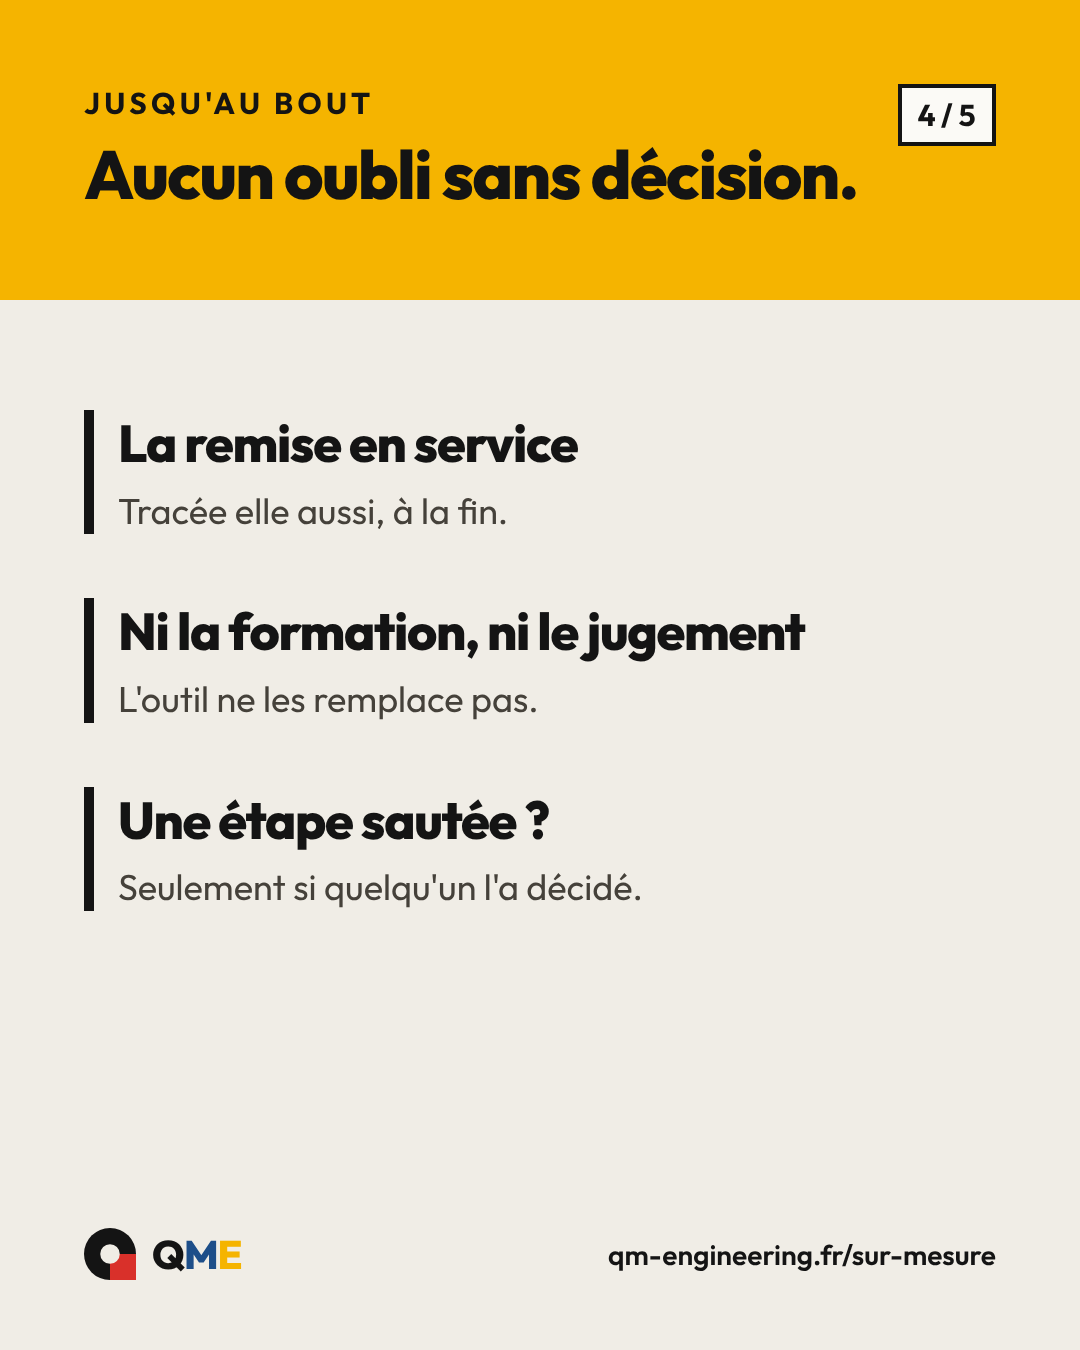 JUSQU'AU BOUT
4 / 5
Aucun oubli sans décision.
La remise en service
Tracée elle aussi, à la fin.
Ni la formation, ni le jugement
L'outil ne les remplace pas.
Une étape sautée ?
Seulement si quelqu'un l'a décidé.
QME
qm-engineering.fr/sur-mesure